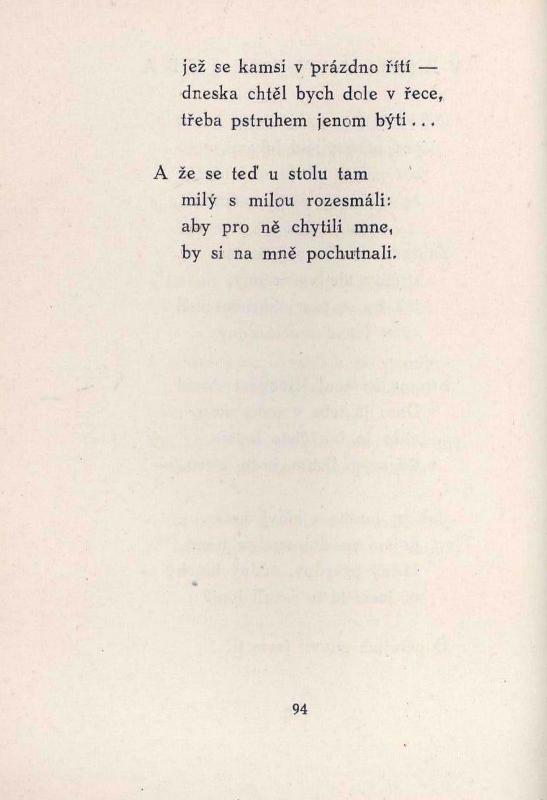 jež se kamsi v prázdno řítí —
dneska chtěl bych dole v řece,
třeba pstruhem jenom býti...
A že se teď u stolu tam
milý s milou rozesmáli:
aby pro ně chytili mne,
by si na mně pochutnali.
94